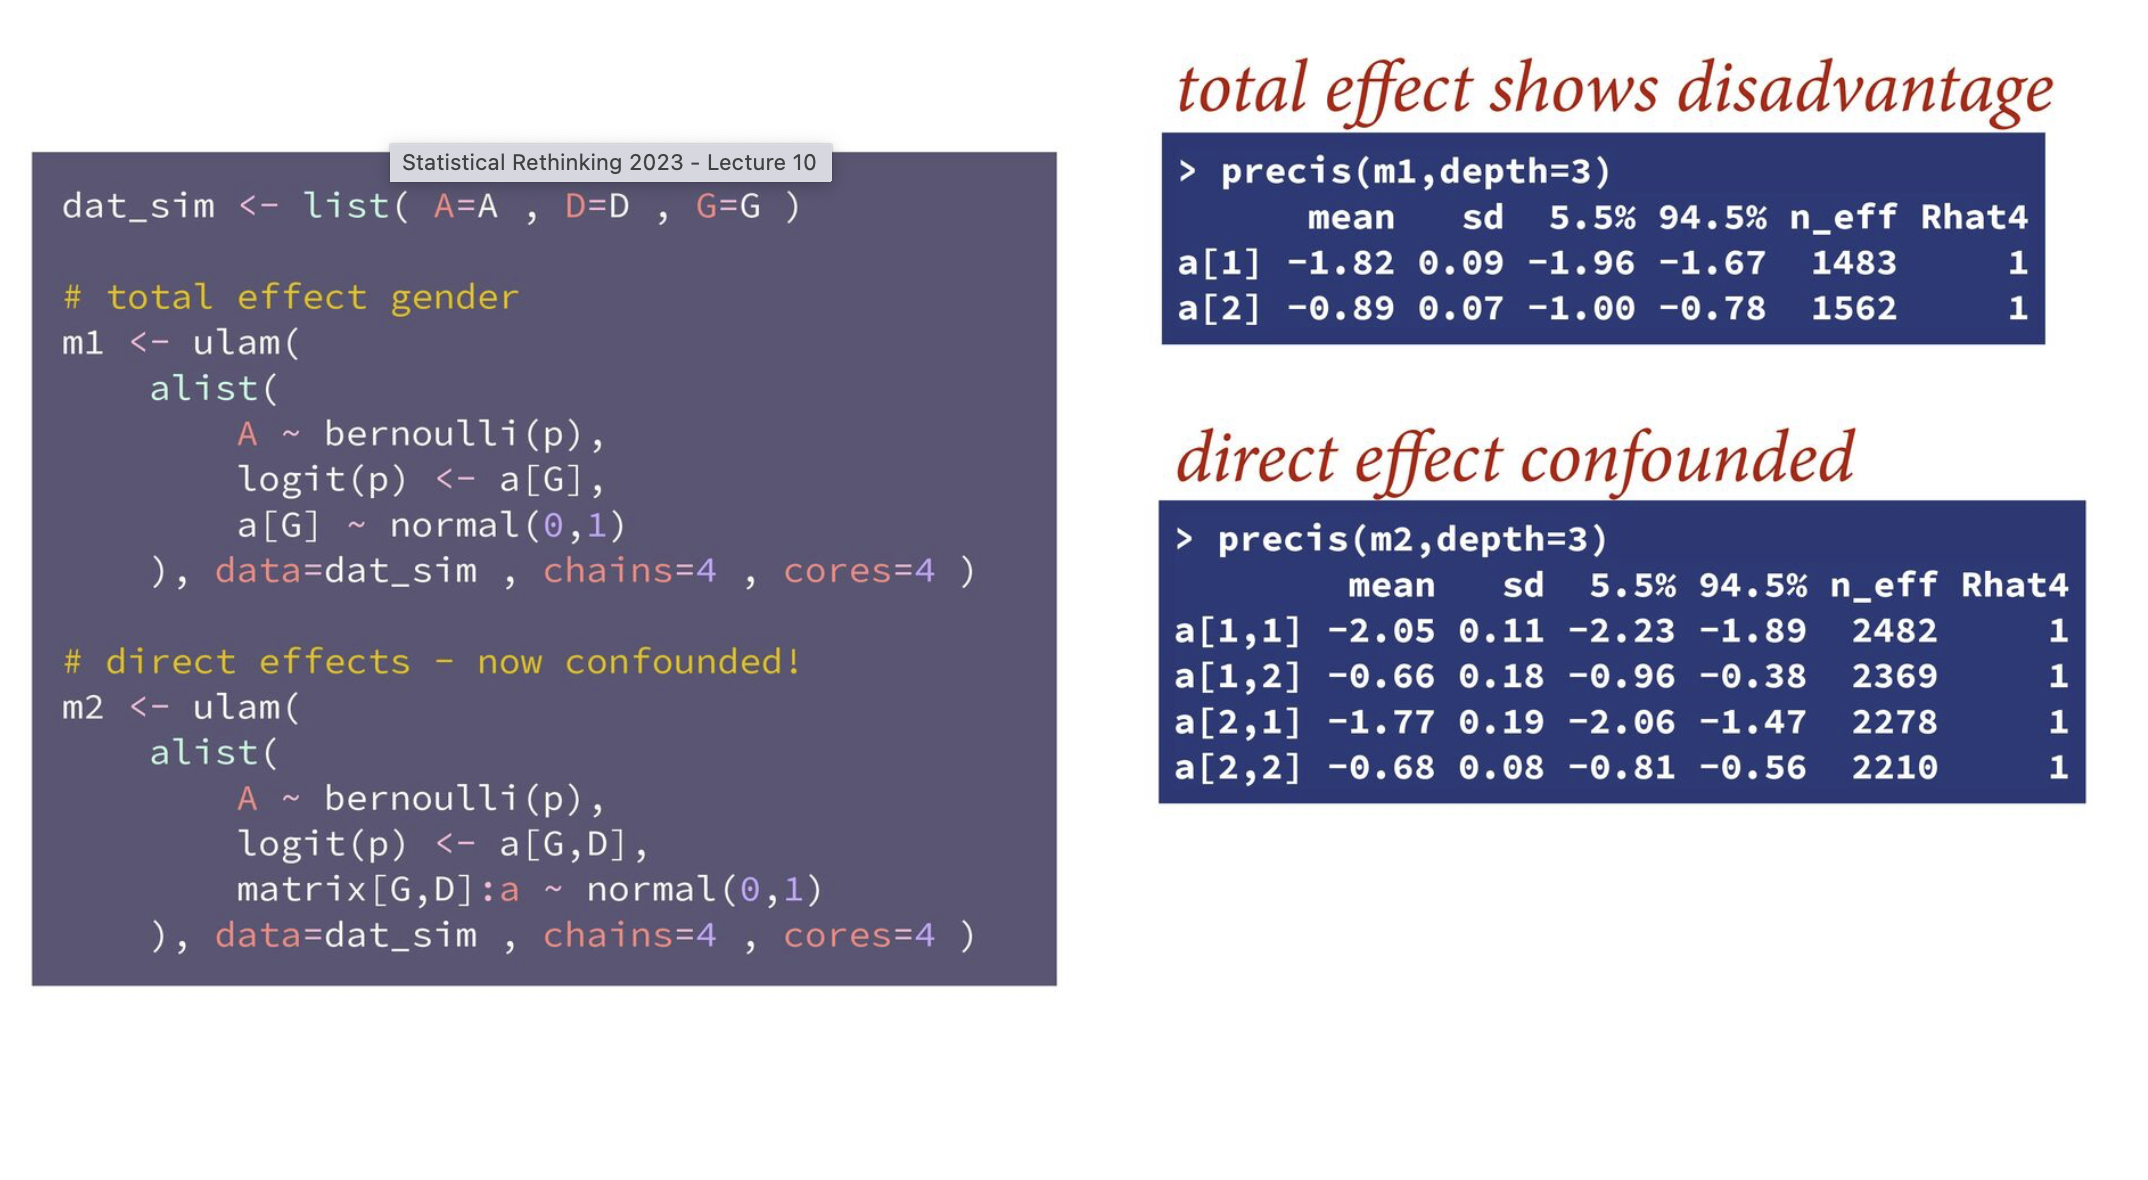 Statistical Rethinking 2023 - Lecture 10
dat_sim <- list( A=A , D=D , G=G )
# total effect gender
m1 <- ulam(
    alist(
        A ~ bernoulli(p),
        logit(p) <- a[G],
        a[G] ~ normal(0,1)
    ), data=dat_sim , chains=4 , cores=4 )
# direct effects - now confounded!
m2 <- ulam(
    alist(
        A ~ bernoulli(p),
        logit(p) <- a[G,D],
        matrix[G,D]:a ~ normal(0,1)
    ), data=dat_sim , chains=4 , cores=4 )
total effect shows disadvantage
> precis(m1,depth=3)
      mean   sd  5.5% 94.5% n_eff Rhat4
a[1] -1.82 0.09 -1.96 -1.67  1483     1
a[2] -0.89 0.07 -1.00 -0.78  1562     1
direct effect confounded
> precis(m2,depth=3)
        mean   sd  5.5% 94.5% n_eff Rhat4
a[1,1] -2.05 0.11 -2.23 -1.89  2482     1
a[1,2] -0.66 0.18 -0.96 -0.38  2369     1
a[2,1] -1.77 0.19 -2.06 -1.47  2278     1
a[2,2] -0.68 0.08 -0.81 -0.56  2210     1